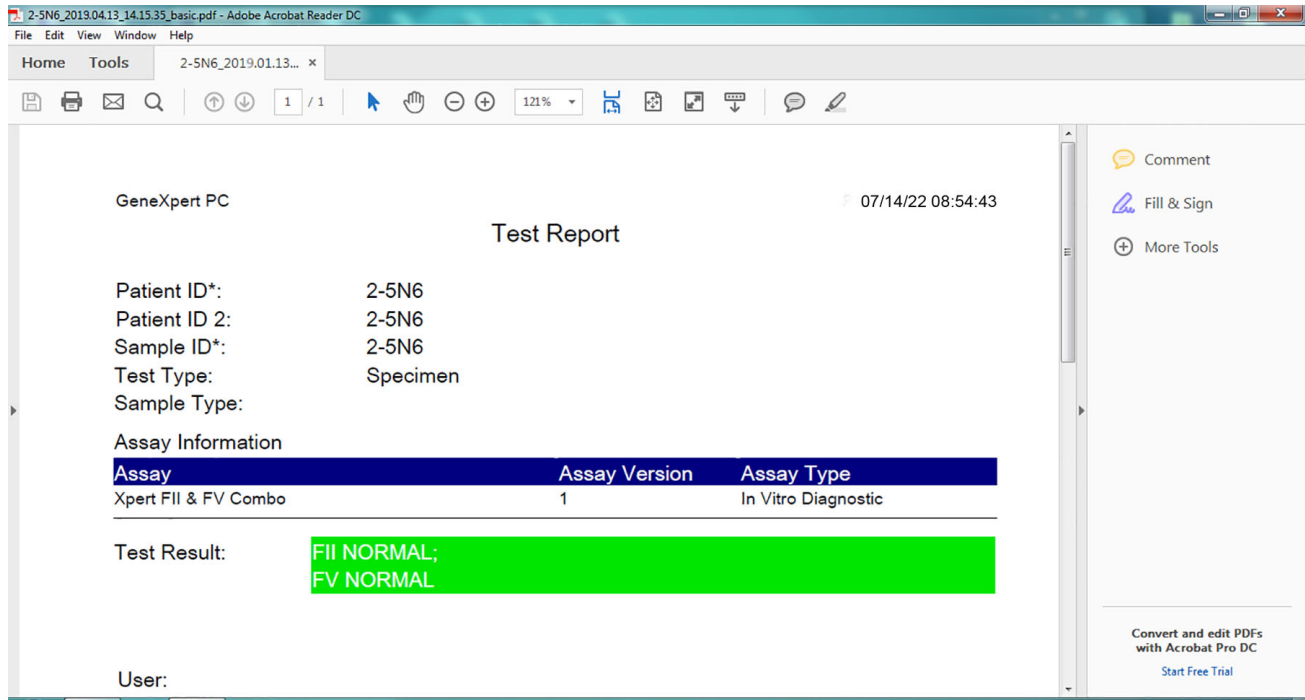 2-5N6_2019.04.13_14.15.35_basic.pdf - Adobe Acrobat Reader DC
File Edit View Window Help
Home Tools 2-5N6_2019.01.13... ×
1 / 1 121%
Comment
Fill & Sign
More Tools
GeneXpert PC 07/14/22 08:54:43
Test Report
Patient ID*: 2-5N6
Patient ID 2: 2-5N6
Sample ID*: 2-5N6
Test Type: Specimen
Sample Type:
Assay Information
Assay Assay Version Assay Type
Xpert FII & FV Combo 1 In Vitro Diagnostic
Test Result: FII NORMAL;
FV NORMAL
User:
Convert and edit PDFs
with Acrobat Pro DC
Start Free Trial